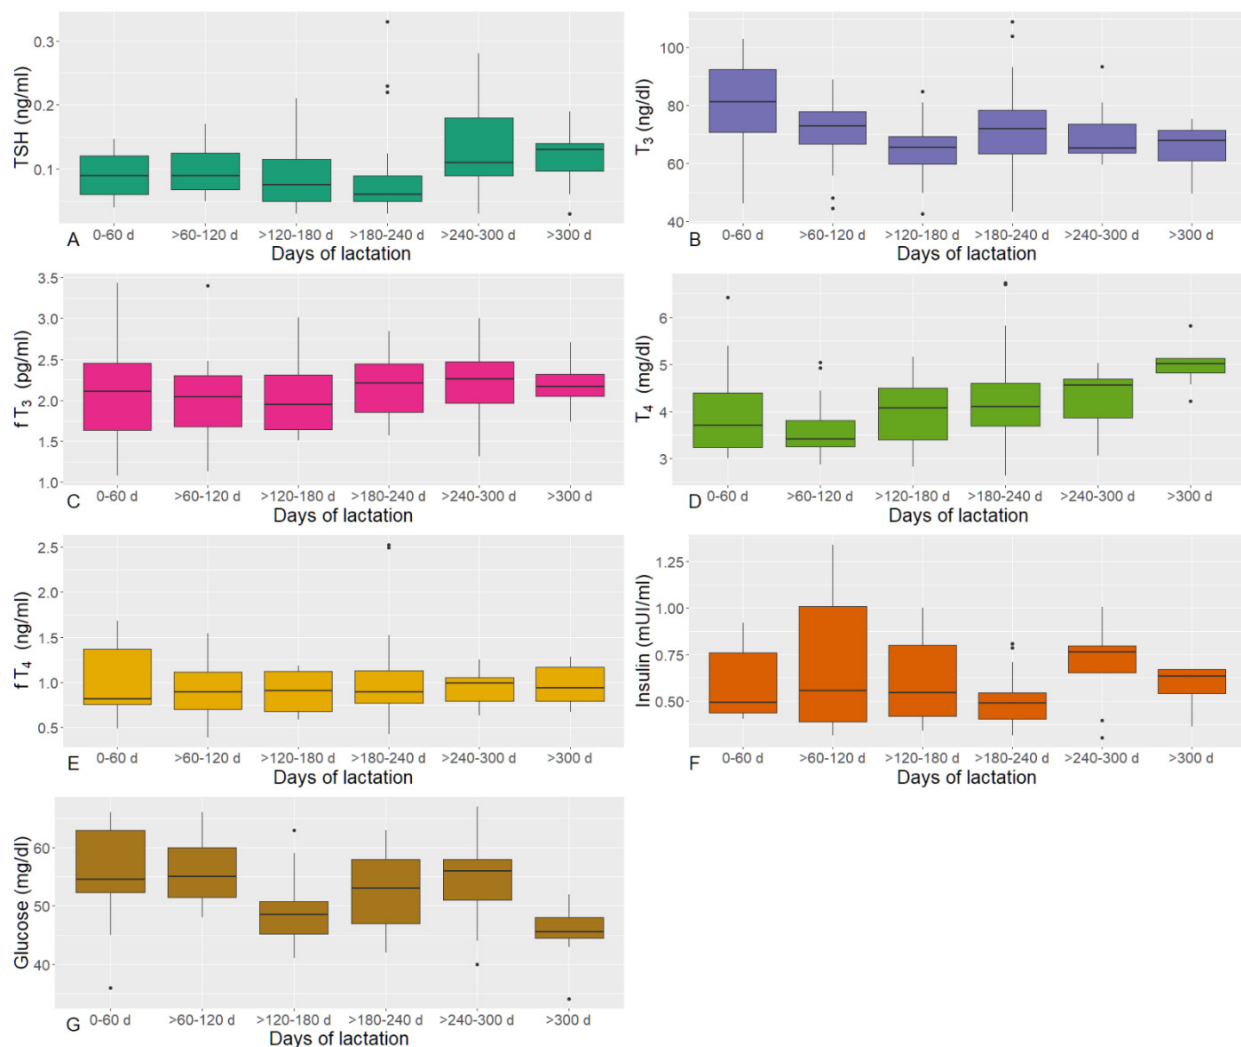 TSH (ng/ml)
0.3
0.2
0.1
A
0-60 d >60-120 d >120-180 d >180-240 d >240-300 d >300 d
Days of lactation
T3 (ng/dl)
100
80
60
40
B
0-60 d >60-120 d >120-180 d >180-240 d >240-300 d >300 d
Days of lactation
f T3 (pg/ml)
3.5
3.0
2.5
2.0
1.5
1.0
C
0-60 d >60-120 d >120-180 d >180-240 d >240-300 d >300 d
Days of lactation
T4 (mg/dl)
6
5
4
3
D
0-60 d >60-120 d >120-180 d >180-240 d >240-300 d >300 d
Days of lactation
f T4 (ng/ml)
2.5
2.0
1.5
1.0
0.5
E
0-60 d >60-120 d >120-180 d >180-240 d >240-300 d >300 d
Days of lactation
Insulin (mUI/ml)
1.25
1.00
0.75
0.50
F
0-60 d >60-120 d >120-180 d >180-240 d >240-300 d >300 d
Days of lactation
Glucose (mg/dl)
60
50
40
G
0-60 d >60-120 d >120-180 d >180-240 d >240-300 d >300 d
Days of lactation